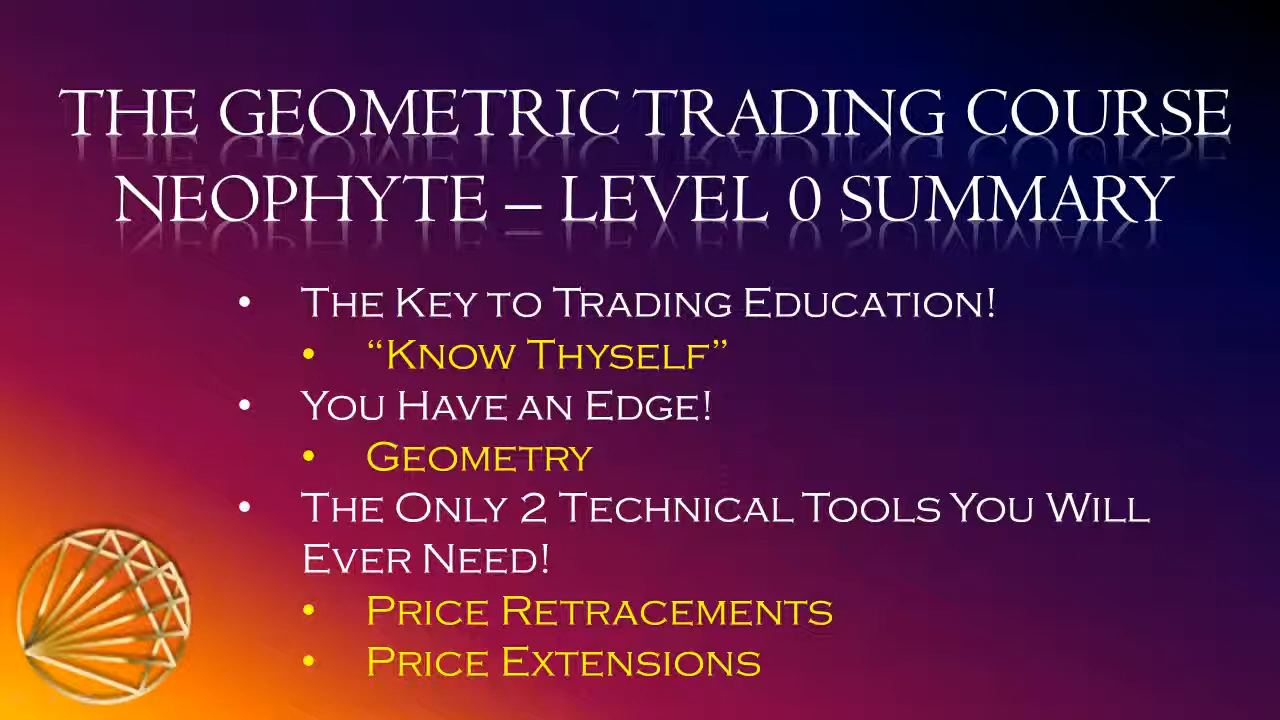 THE GEOMETRIC TRADING COURSE
NEOPHYTE – LEVEL 0 SUMMARY
• THE KEY TO TRADING EDUCATION!
• “KNOW THYSELF”
• YOU HAVE AN EDGE!
• GEOMETRY
• THE ONLY 2 TECHNICAL TOOLS YOU WILL
EVER NEED!
• PRICE RETRACEMENTS
• PRICE EXTENSIONS